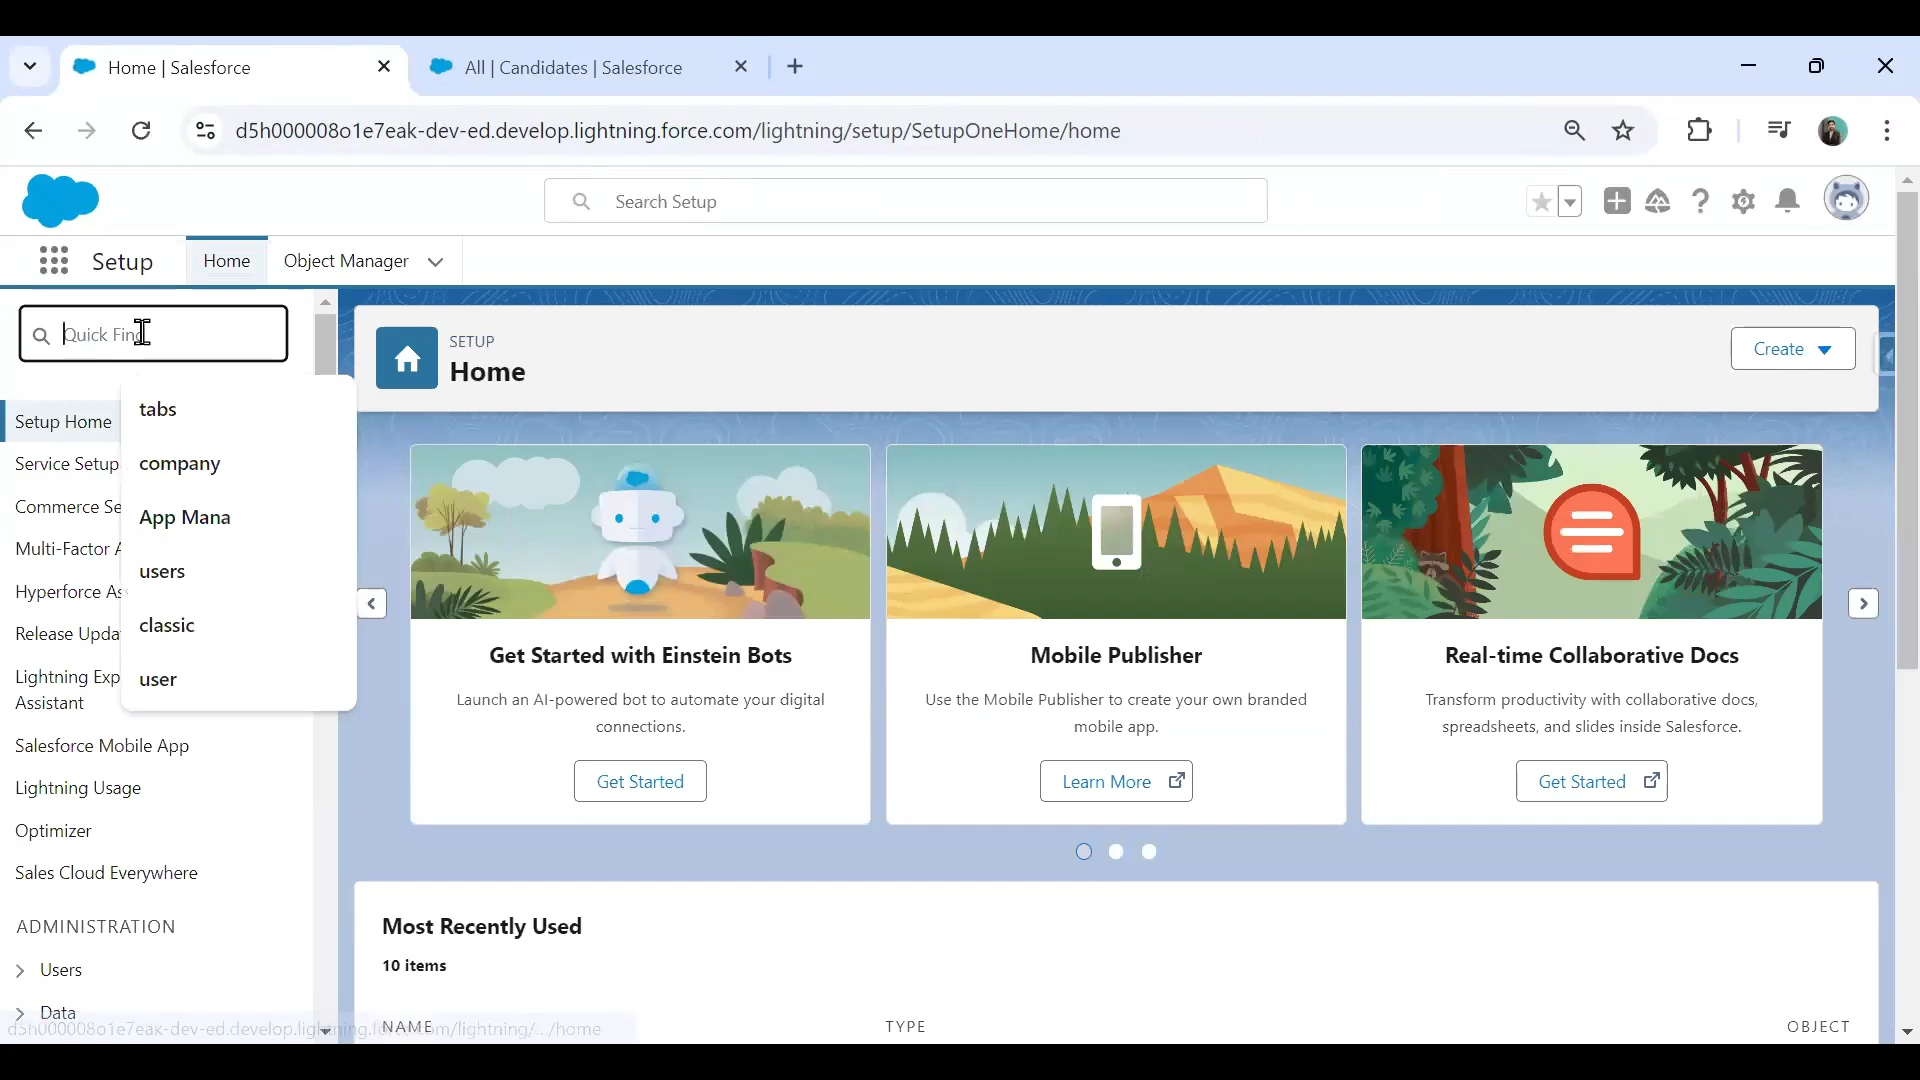 Home | Salesforce
All | Candidates | Salesforce
d5h000008o1e7eak-dev-ed.develop.lightning.force.com/lightning/setup/SetupOneHome/home
Search Setup
Setup
Home
Object Manager
Quick Find
tabs
company
App Mana
users
classic
user
Setup Home
Service Setup
Commerce Se
Multi-Factor A
Hyperforce As
Release Upda
Lightning Exp
Assistant
Salesforce Mobile App
Lightning Usage
Optimizer
Sales Cloud Everywhere
ADMINISTRATION
Users
Data
SETUP
Home
Create
Get Started with Einstein Bots
Launch an AI-powered bot to automate your digital
connections.
Get Started
Mobile Publisher
Use the Mobile Publisher to create your own branded
mobile app.
Learn More
Real-time Collaborative Docs
Transform productivity with collaborative docs,
spreadsheets, and slides inside Salesforce.
Get Started
Most Recently Used
10 items
NAME
TYPE
OBJECT